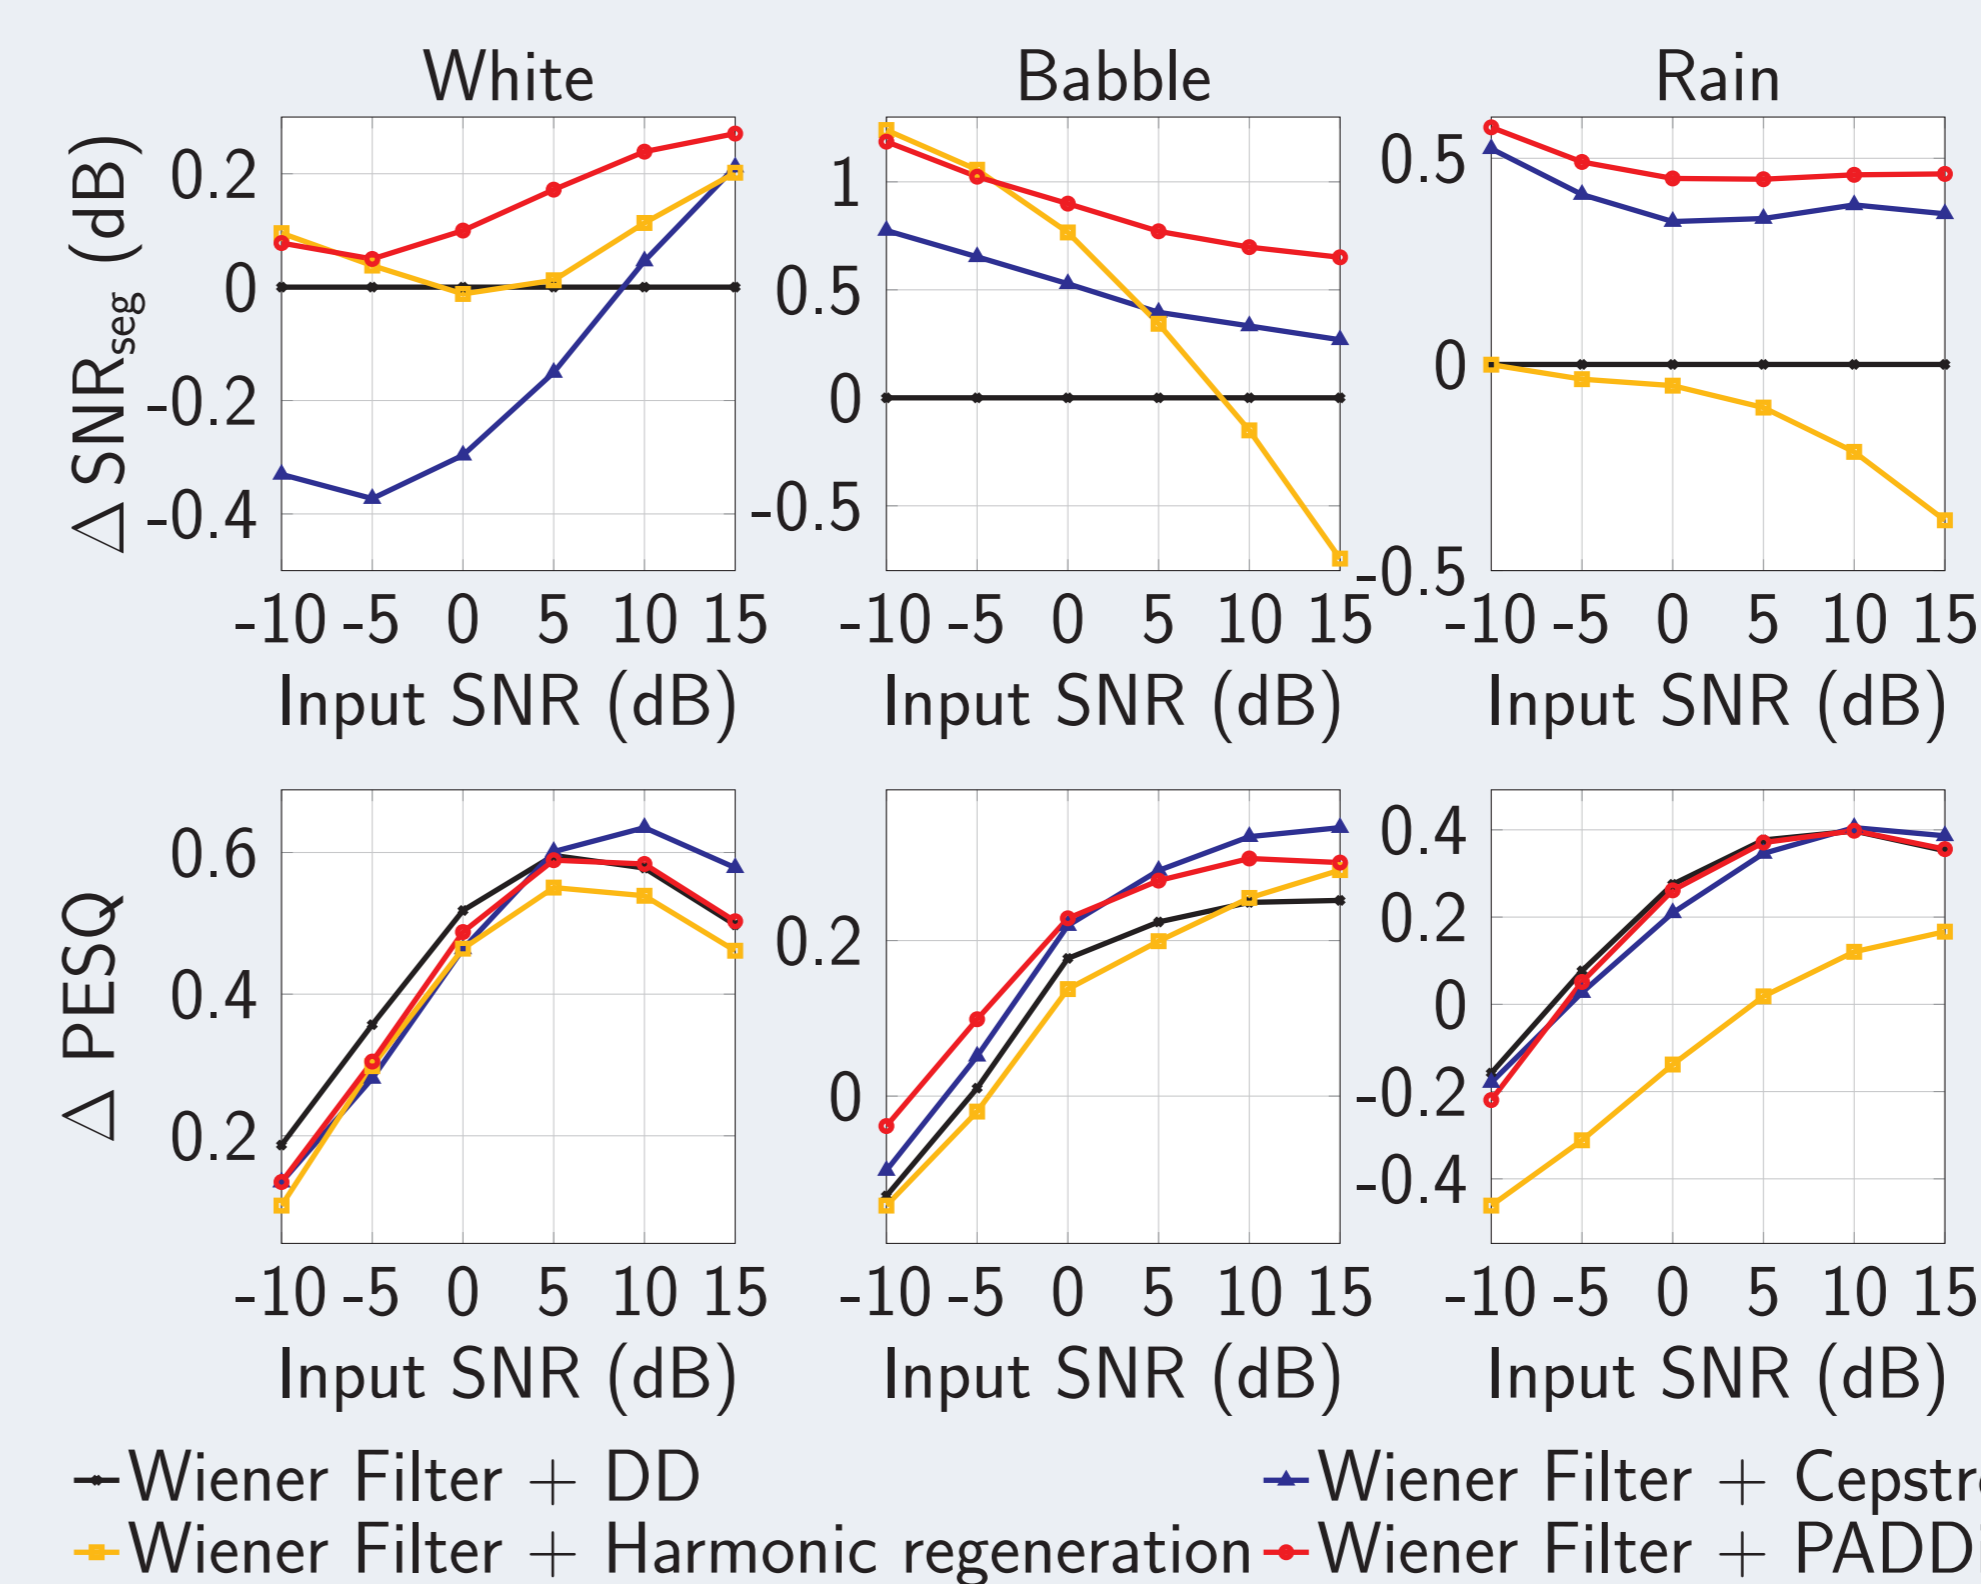 White Babble Rain
Δ SNRseg (dB)
0.2
0
-0.2
-0.4
1
0.5
0
-0.5
0.5
0
-0.5
-10 -5 0 5 10 15
-10 -5 0 5 10 15
-10 -5 0 5 10 15
Input SNR (dB) Input SNR (dB) Input SNR (dB)
Δ PESQ
0.6
0.4
0.2
0.2
0
0.4
0.2
0
-0.2
-0.4
-10 -5 0 5 10 15
-10 -5 0 5 10 15
-10 -5 0 5 10 15
Input SNR (dB) Input SNR (dB) Input SNR (dB)
Wiener Filter + DD
Wiener Filter + Cepstr
Wiener Filter + Harmonic regeneration
Wiener Filter + PADDi